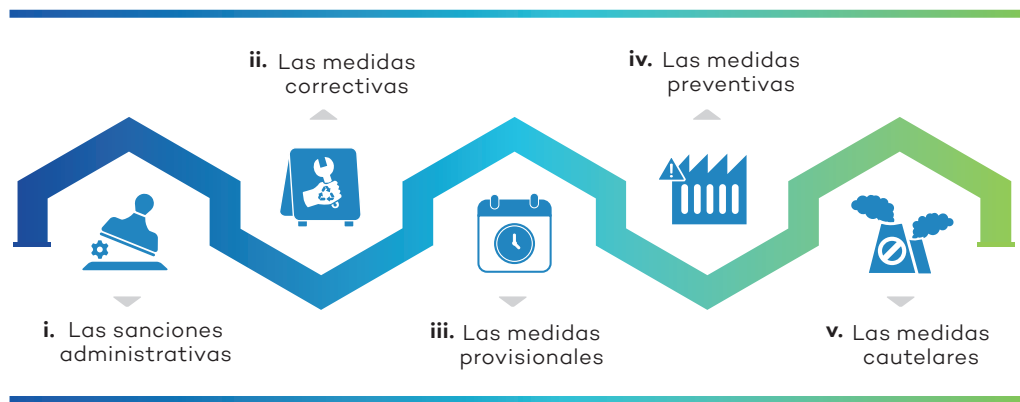 i. Las sanciones
administrativas
ii. Las medidas
correctivas
iii. Las medidas
provisionales
iv. Las medidas
preventivas
v. Las medidas
cautelares